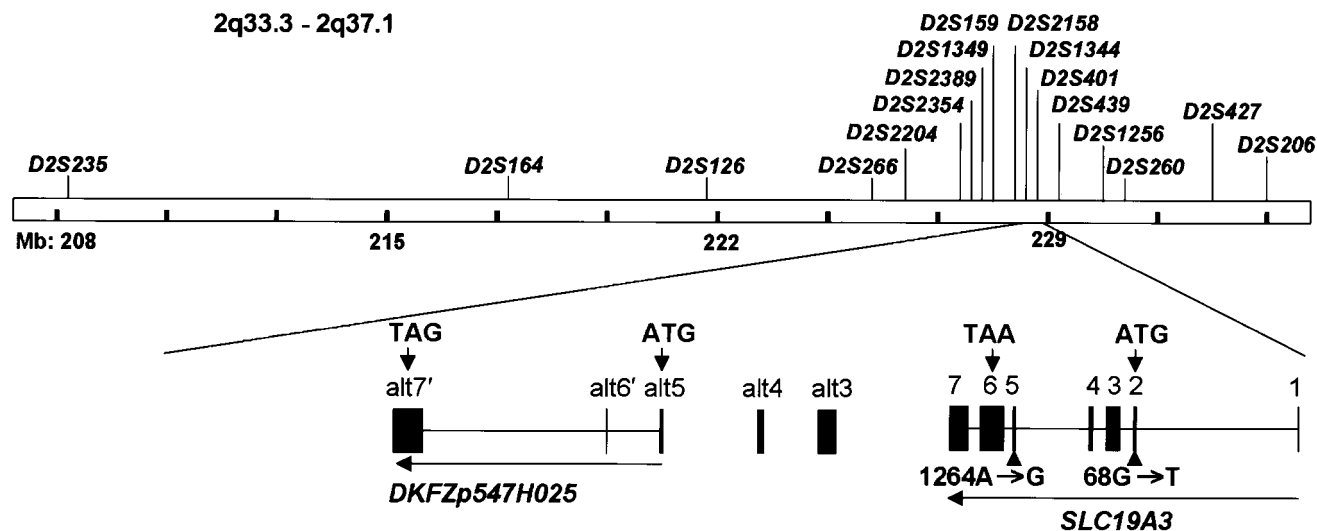 2q33.3 - 2q37.1
D2S159 D2S2158
D2S1349 D2S1344
D2S2389 D2S401
D2S2354 D2S439 D2S427
D2S2204 D2S1256
D2S235 D2S164 D2S126 D2S266 D2S260 D2S206
Mb: 208 215 222 229
TAG ATG TAA ATG
alt7' alt6' alt5 alt4 alt3 7 6 5 4 3 2 1
1264A→G 68G→T
DKFZp547H025
SLC19A3